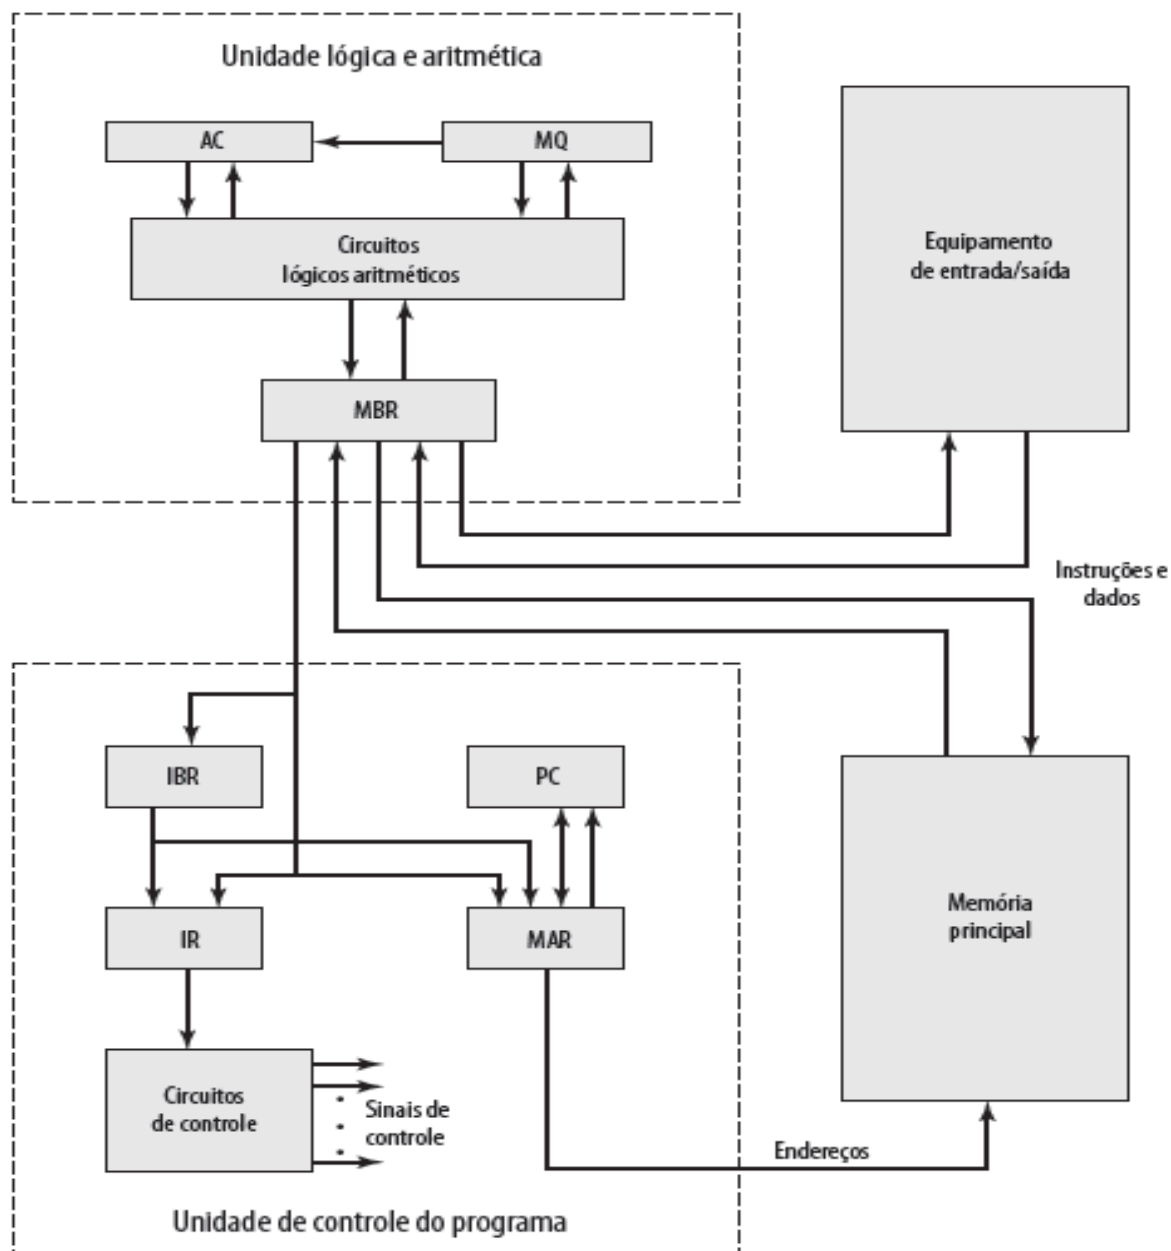 Unidade lógica e aritmética
AC
MQ
Circuitos
lógicos aritméticos
MBR
Equipamento
de entrada/saída
Instruções e
dados
IBR
PC
IR
MAR
Memória
principal
Circuitos
de controle
Sinais de
controle
Endereços
Unidade de controle do programa